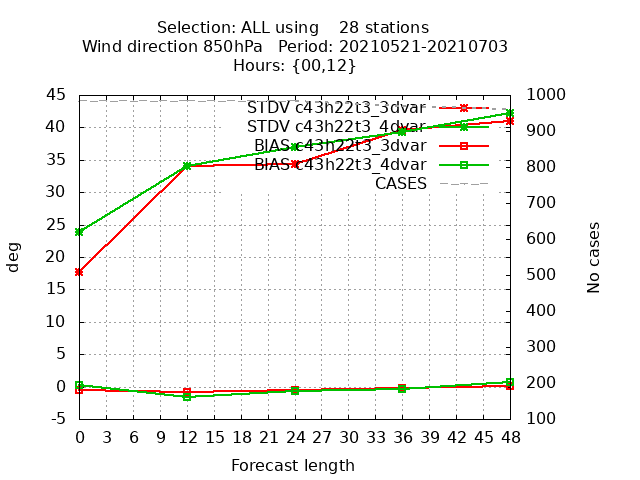 Selection: ALL using    28 stations
Wind direction 850hPa   Period: 20210521-20210703
Hours: {00,12}
45 1000
STDV c43h22t3_3dvar
40 900
STDV c43h22t3_4dvar
BIAS c43h22t3_3dvar
35 800
BIAS c43h22t3_4dvar
CASES
30 700
25 600
20 500
15 400
10 300
5 200
0 100
-5
deg
No cases
0 3 6 9 12 15 18 21 24 27 30 33 36 39 42 45 48
Forecast length